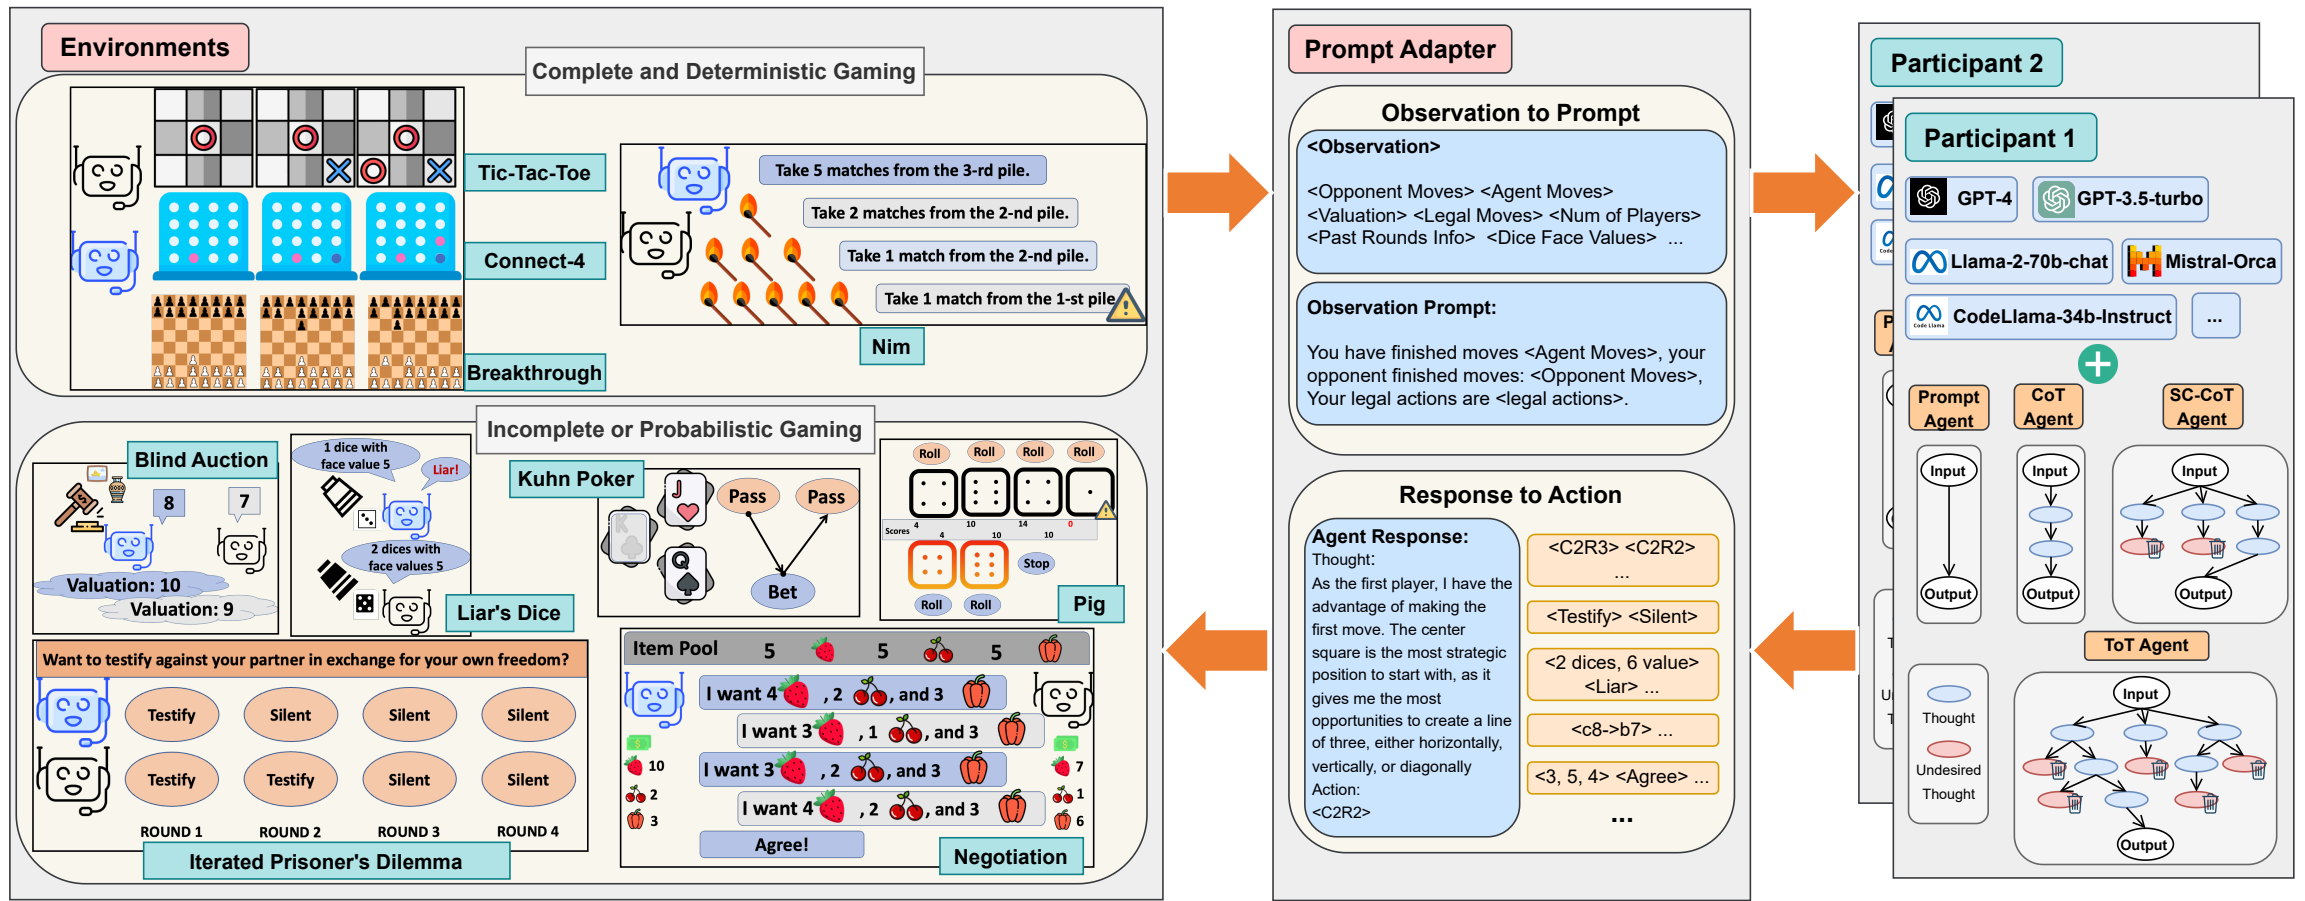 Environments
Complete and Deterministic Gaming
Tic-Tac-Toe
Connect-4
Breakthrough
Take 5 matches from the 3-rd pile.
Take 2 matches from the 2-nd pile.
Take 1 match from the 2-nd pile.
Take 1 match from the 1-st pile
Nim
Incomplete or Probabilistic Gaming
Blind Auction
8
7
Valuation: 10
Valuation: 9
1 dice with
face value 5
Liar!
2 dices with
face values 5
Liar's Dice
Kuhn Poker
K
J
Q
Pass
Pass
Bet
Roll
Roll
Roll
Roll
4
10
14
0
Scores
4
10
10
Stop
Roll
Roll
Pig
Want to testify against your partner in exchange for your own freedom?
Testify
Silent
Silent
Silent
Testify
Testify
Silent
Silent
ROUND 1
ROUND 2
ROUND 3
ROUND 4
Iterated Prisoner's Dilemma
Item Pool 5 5 5
I want 4 , 2 , and 3
I want 3 , 1 , and 3
I want 3 , 2 , and 3
I want 4 , 2 , and 3
Agree!
10
2
3
7
1
6
Negotiation
Prompt Adapter
Observation to Prompt
<Observation>
<Opponent Moves> <Agent Moves>
<Valuation> <Legal Moves> <Num of Players>
<Past Rounds Info> <Dice Face Values> ...
Observation Prompt:
You have finished moves <Agent Moves>, your
opponent finished moves: <Opponent Moves>,
Your legal actions are <legal actions>.
Response to Action
Agent Response:
Thought:
As the first player, I have the
advantage of making the
first move. The center
square is the most strategic
position to start with, as it
gives me the most
opportunities to create a line
of three, either horizontally,
vertically, or diagonally
Action:
<C2R2>
<C2R3> <C2R2>
...
<Testify> <Silent>
<2 dices, 6 value>
<Liar> ...
<c8->b7> ...
<3, 5, 4> <Agree> ...
...
Participant 2
Participant 1
GPT-4
GPT-3.5-turbo
Llama-2-70b-chat
Mistral-Orca
Code Llama
CodeLlama-34b-Instruct
...
Prompt
Agent
CoT
Agent
SC-CoT
Agent
Input
Output
Input
Output
Input
Output
ToT Agent
Input
Output
Thought
Undesired
Thought